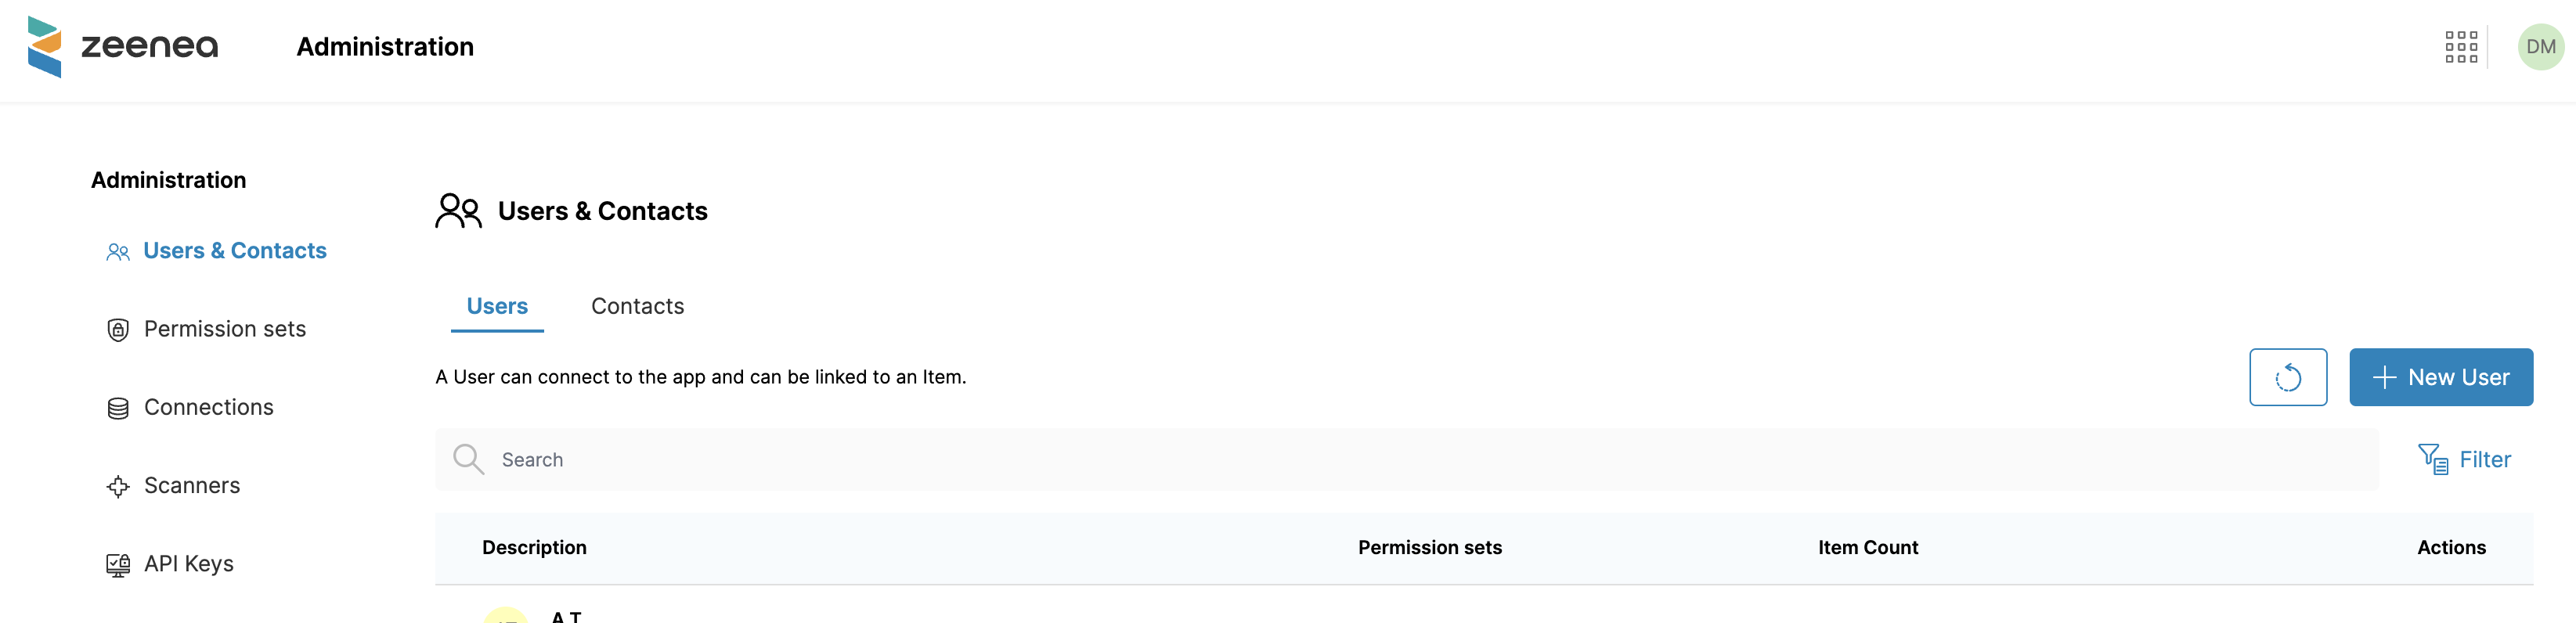 zeenea
Administration
DM
Administration
Users & Contacts
Permission sets
Connections
Scanners
API Keys
Users & Contacts
Users Contacts
A User can connect to the app and can be linked to an Item.
New User
Search
Filter
Description Permission sets Item Count Actions
A T